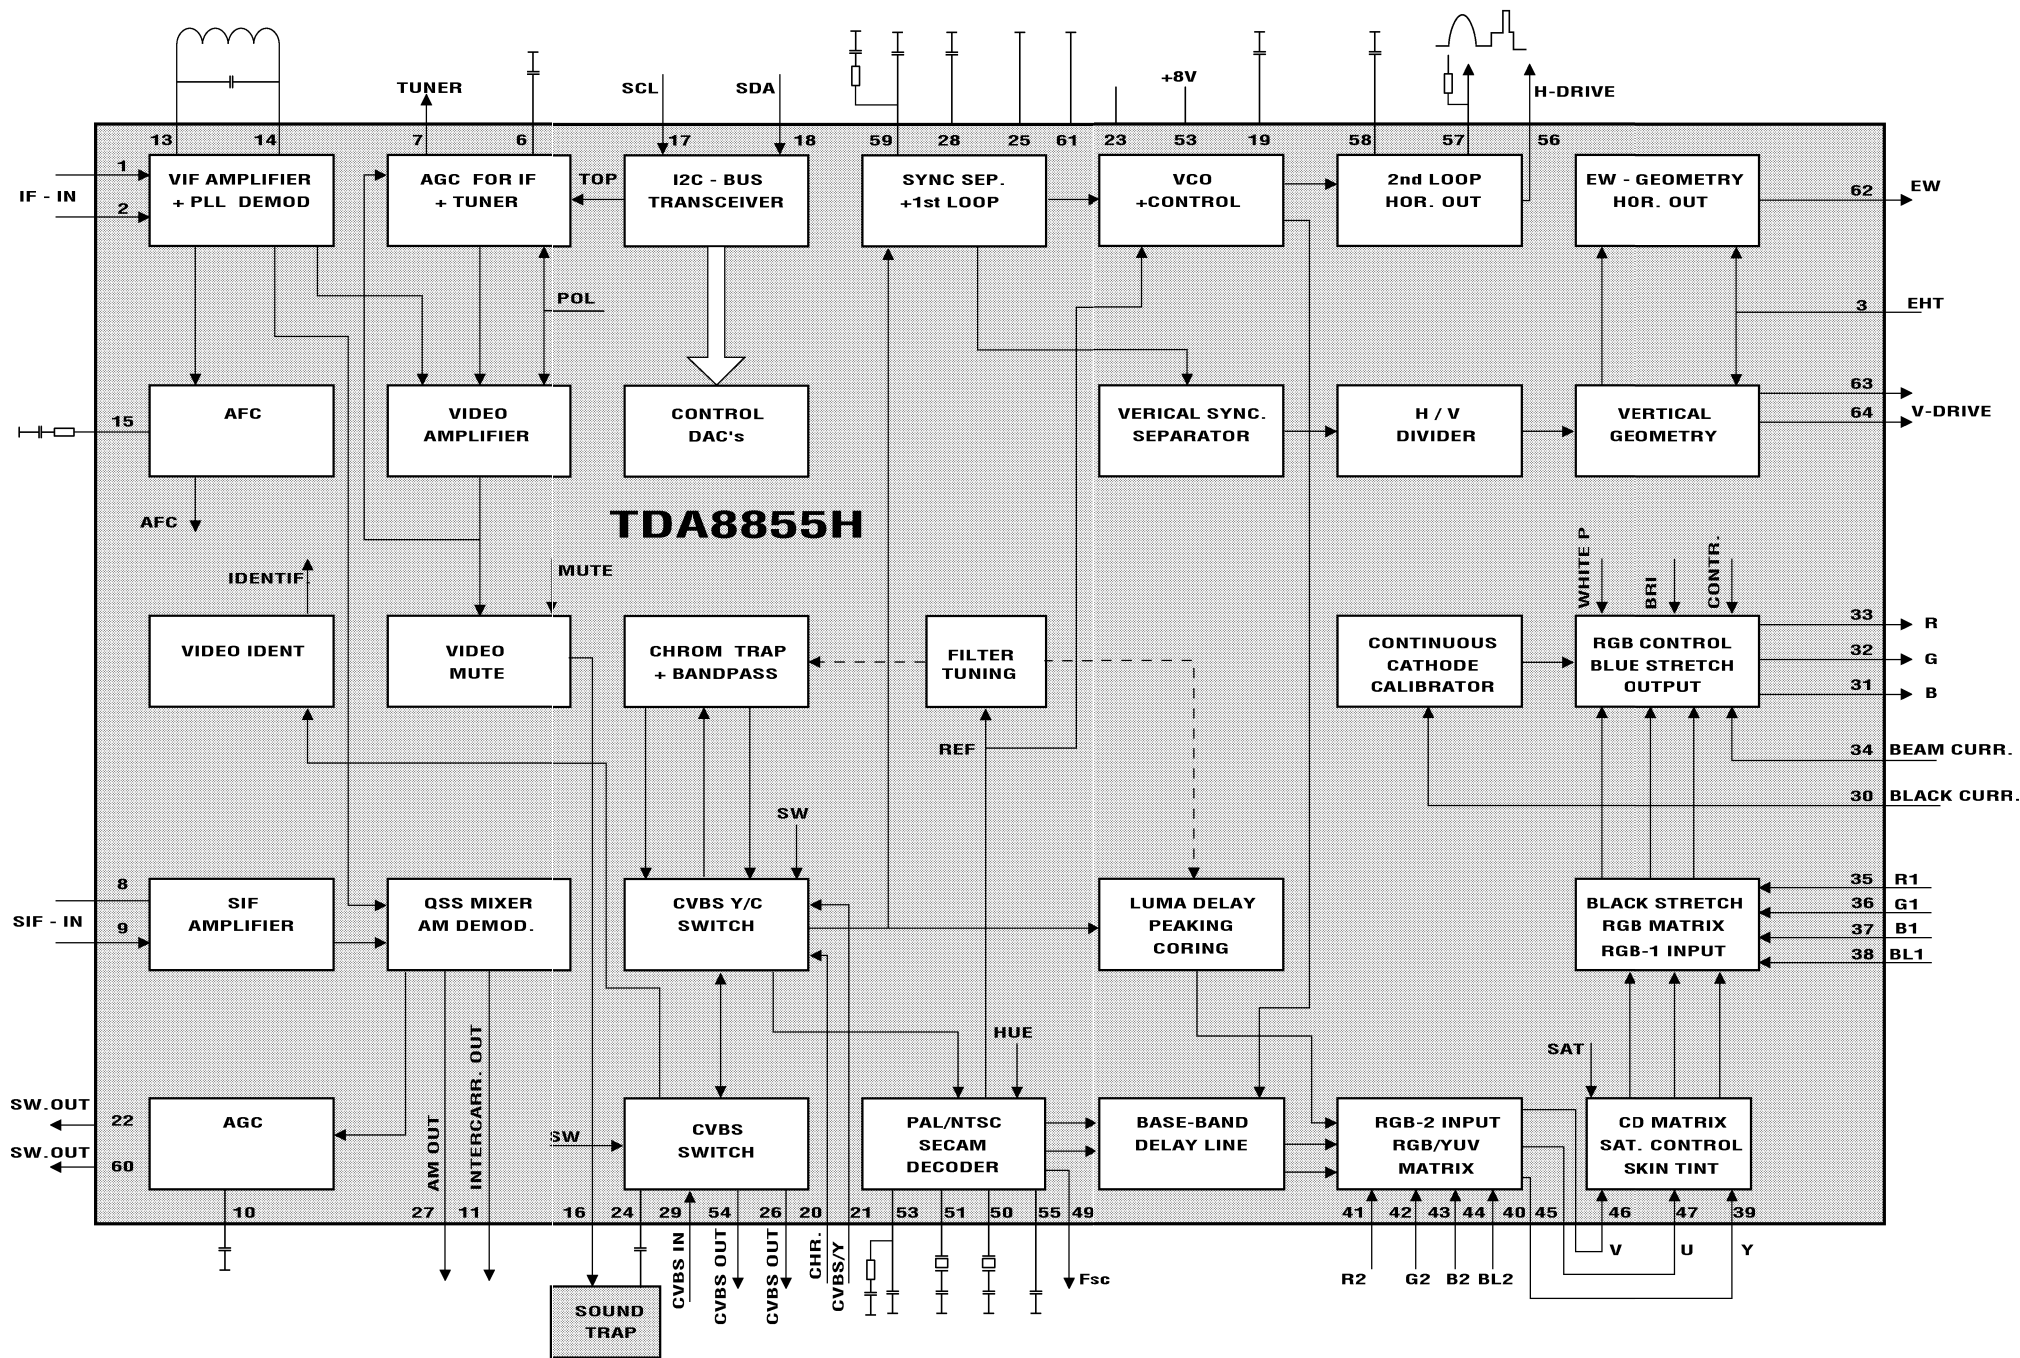 TUNER
SCL
SDA
+8V
H-DRIVE
13
14
7
6
17
18
59
28
25
61
23
53
19
58
57
56
1
2
IF - IN
VIF AMPLIFIER
+ PLL DEMOD
AGC FOR IF
+ TUNER
TOP
I2C - BUS
TRANSCEIVER
SYNC SEP.
+1st LOOP
VCO
+CONTROL
2nd LOOP
HOR. OUT
EW - GEOMETRY
HOR. OUT
62
EW
POL
3
EHT
15
AFC
VIDEO
AMPLIFIER
CONTROL
DAC's
VERICAL SYNC.
SEPARATOR
H / V
DIVIDER
VERTICAL
GEOMETRY
63
64
V-DRIVE
AFC
TDA8855H
IDENTIF.
MUTE
WHITE P
BRI
CONTR.
VIDEO IDENT
VIDEO
MUTE
CHROM TRAP
+ BANDPASS
FILTER
TUNING
CONTINUOUS
CATHODE
CALIBRATOR
RGB CONTROL
BLUE STRETCH
OUTPUT
33
R
32
G
31
B
REF
34
BEAM CURR.
30
BLACK CURR.
SW
8
9
SIF - IN
SIF
AMPLIFIER
QSS MIXER
AM DEMOD.
CVBS Y/C
SWITCH
LUMA DELAY
PEAKING
CORING
BLACK STRETCH
RGB MATRIX
RGB-1 INPUT
35
R1
36
G1
37
B1
38
BL1
HUE
SAT
SW.OUT
22
SW.OUT
60
AGC
AM OUT
INTERCARR. OUT
SW
CVBS
SWITCH
PAL/NTSC
SECAM
DECODER
BASE-BAND
DELAY LINE
RGB-2 INPUT
RGB/YUV
MATRIX
CD MATRIX
SAT. CONTROL
SKIN TINT
10
27
11
16
24
29
54
26
20
21
53
51
50
55
49
41
42
43
44
40
45
46
47
39
CVBS IN
CVBS OUT
CVBS OUT
CHR.
CVBS/Y
Fsc
R2
G2
B2
BL2
V
U
Y
SOUND
TRAP